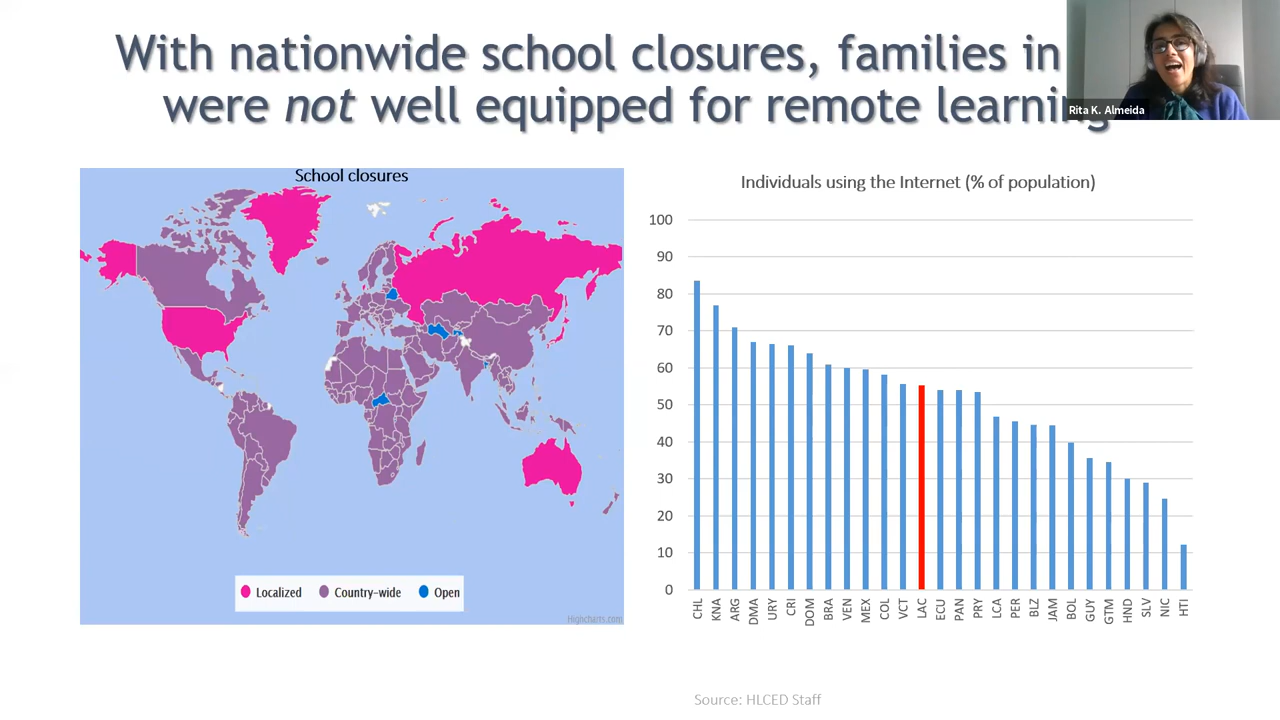 With nationwide school closures, families in
were not well equipped for remote learning
Rita K. Almeida
School closures
Localized
Country-wide
Open
Highcharts.com
Individuals using the Internet (% of population)
100
90
80
70
60
50
40
30
20
10
0
CHL
KNA
ARG
DMA
URY
CRI
DOM
BRA
VEN
MEX
COL
VCT
LAC
ECU
PAN
PRY
LCA
PER
BLZ
JAM
BOL
GUY
GTM
HND
SLV
NIC
HTI
Source: HLCED Staff